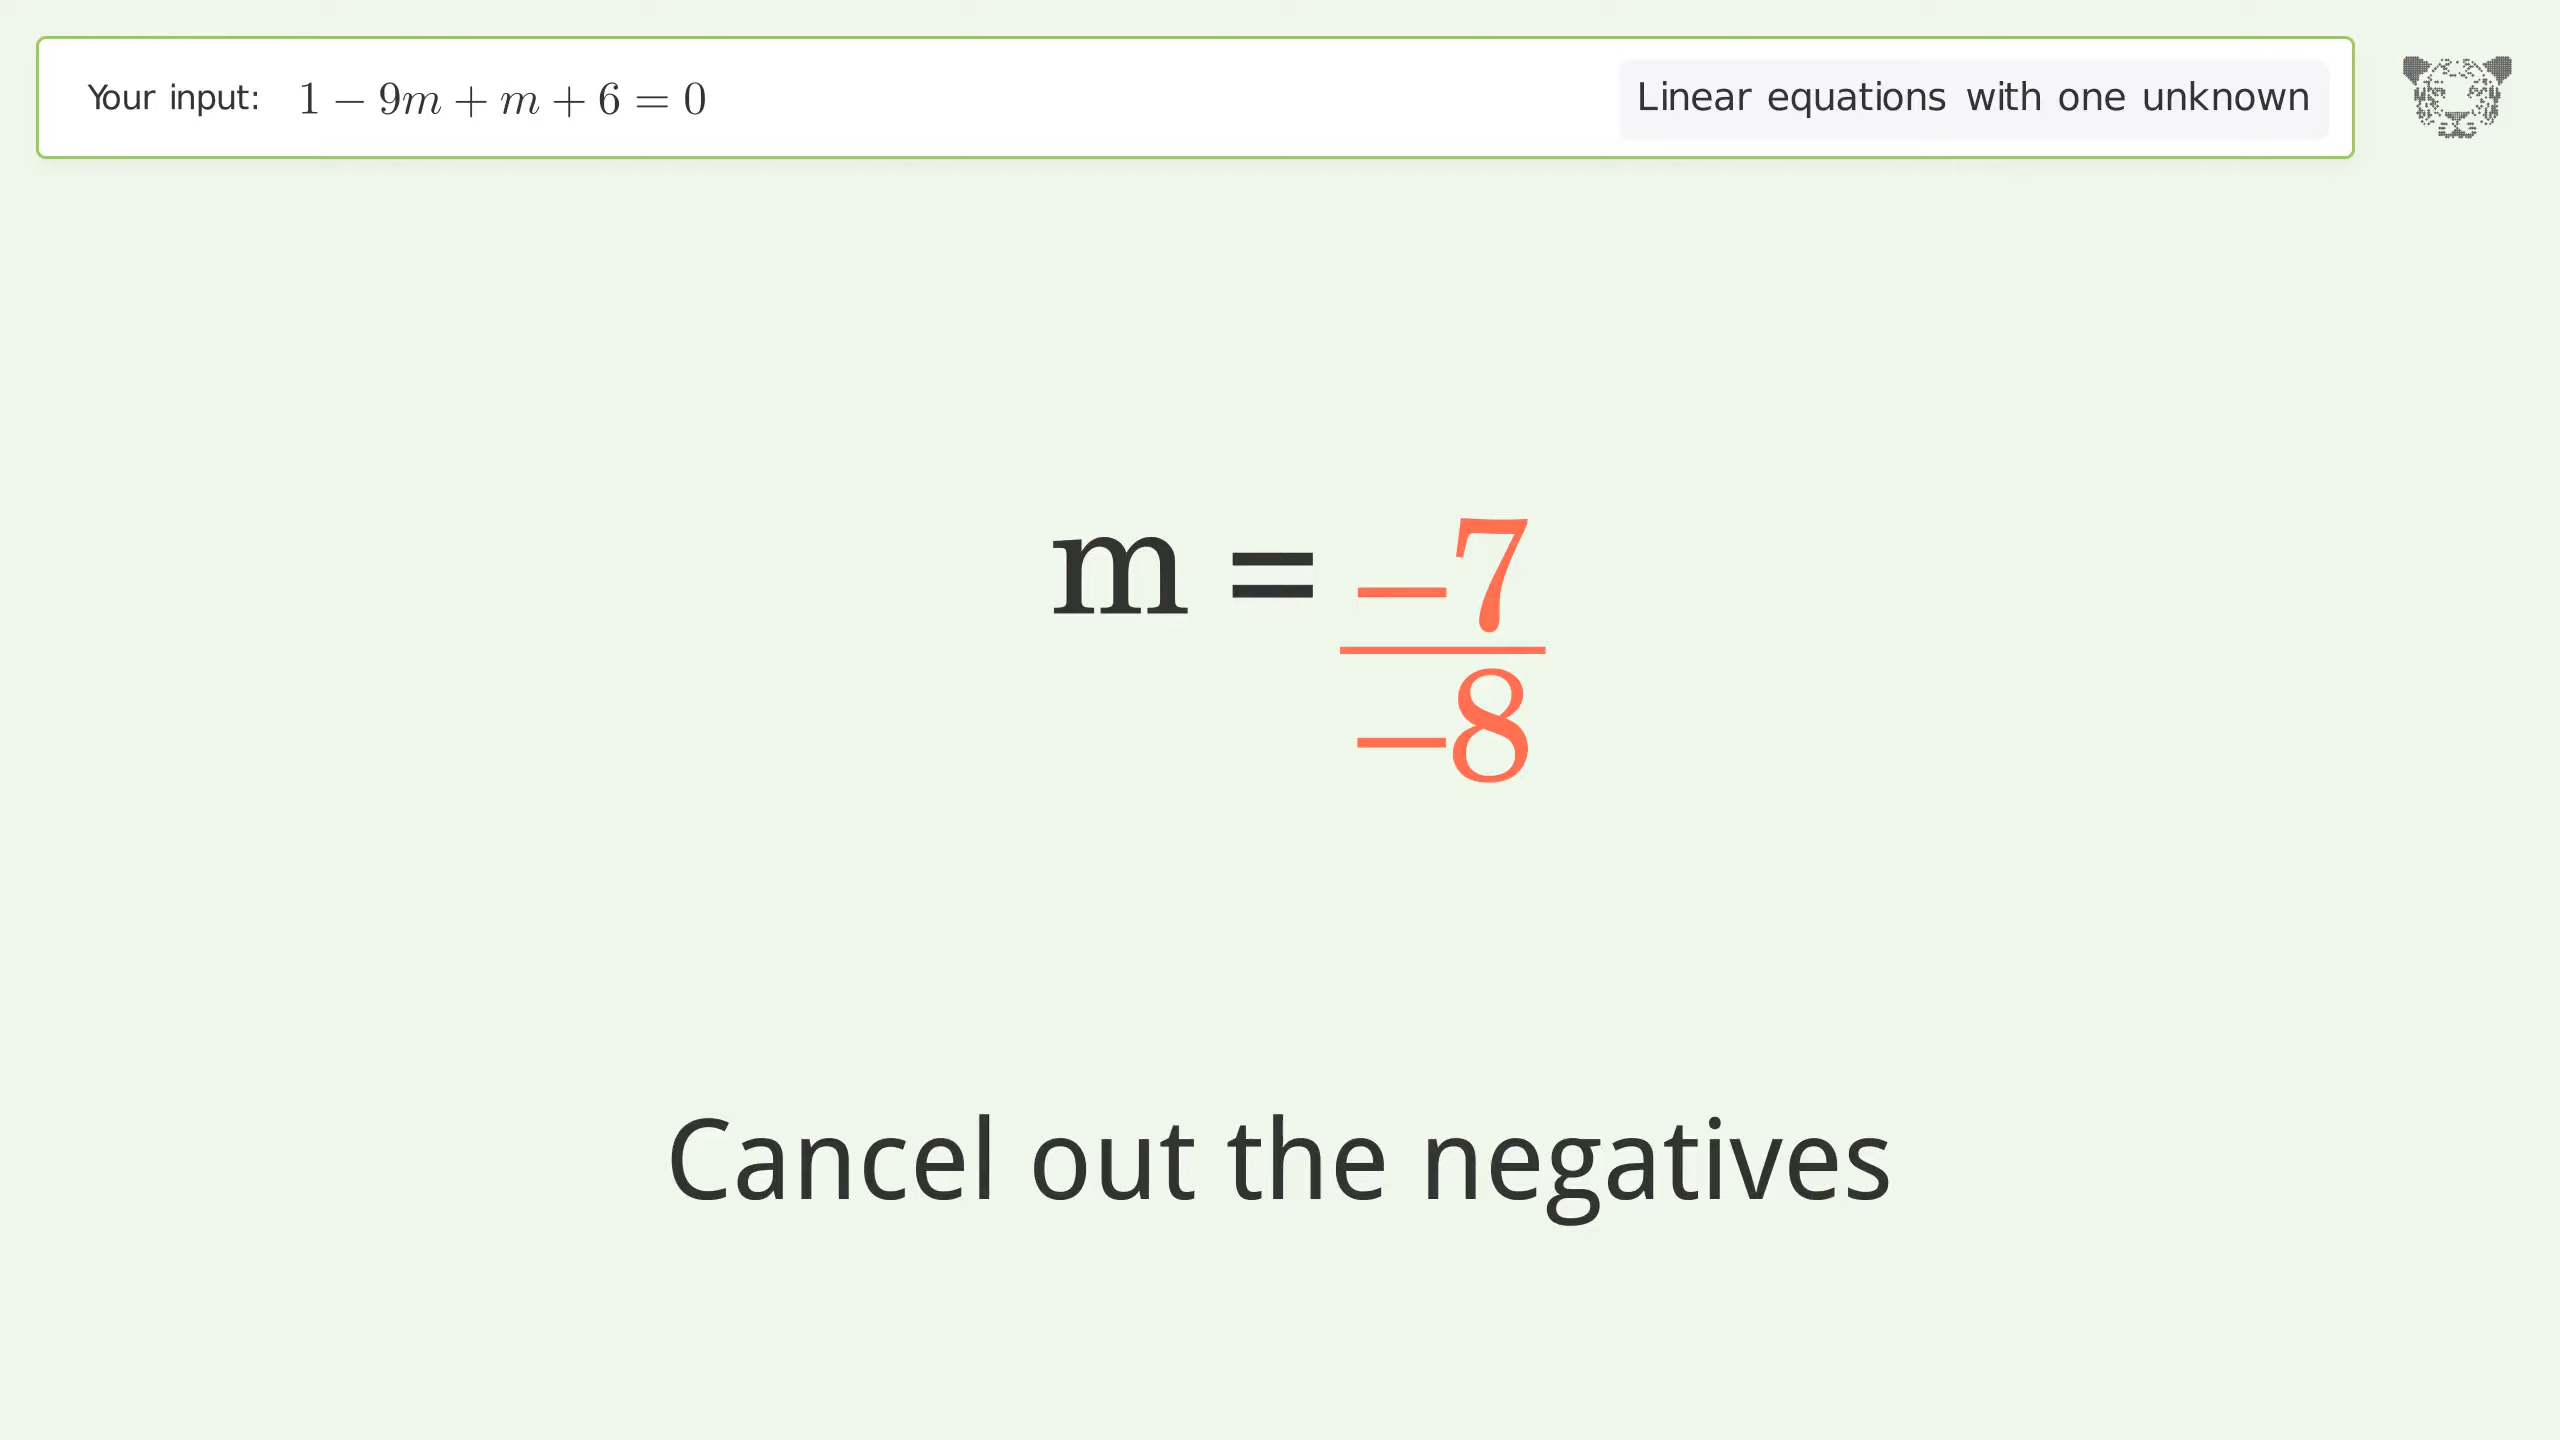 Your input: 1 − 9m + m + 6 = 0
Linear equations with one unknown
m = −7/−8
Cancel out the negatives